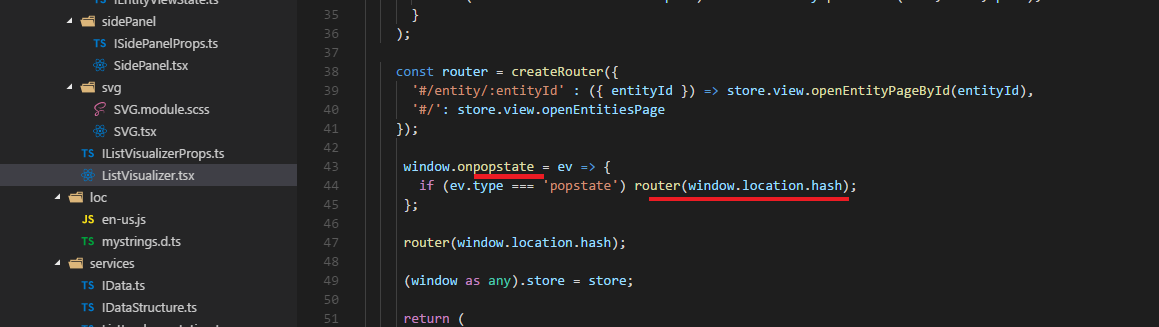 sidePanel
TS ISidePanelProps.ts
SidePanel.tsx
svg
SVG.module.scss
SVG.tsx
TS IListVisualizerProps.ts
ListVisualizer.tsx
loc
JS en-us.js
TS mystrings.d.ts
services
TS IData.ts
TS IDataStructure.ts
35 }
36 );
37
38 const router = createRouter({
39 '#/entity/:entityId' : ({ entityId }) => store.view.openEntityPageById(entityId),
40 '#/': store.view.openEntitiesPage
41 });
42
43 window.onpopstate = ev => {
44 if (ev.type === 'popstate') router(window.location.hash);
45 };
46
47 router(window.location.hash);
48
49 (window as any).store = store;
50
51 return (